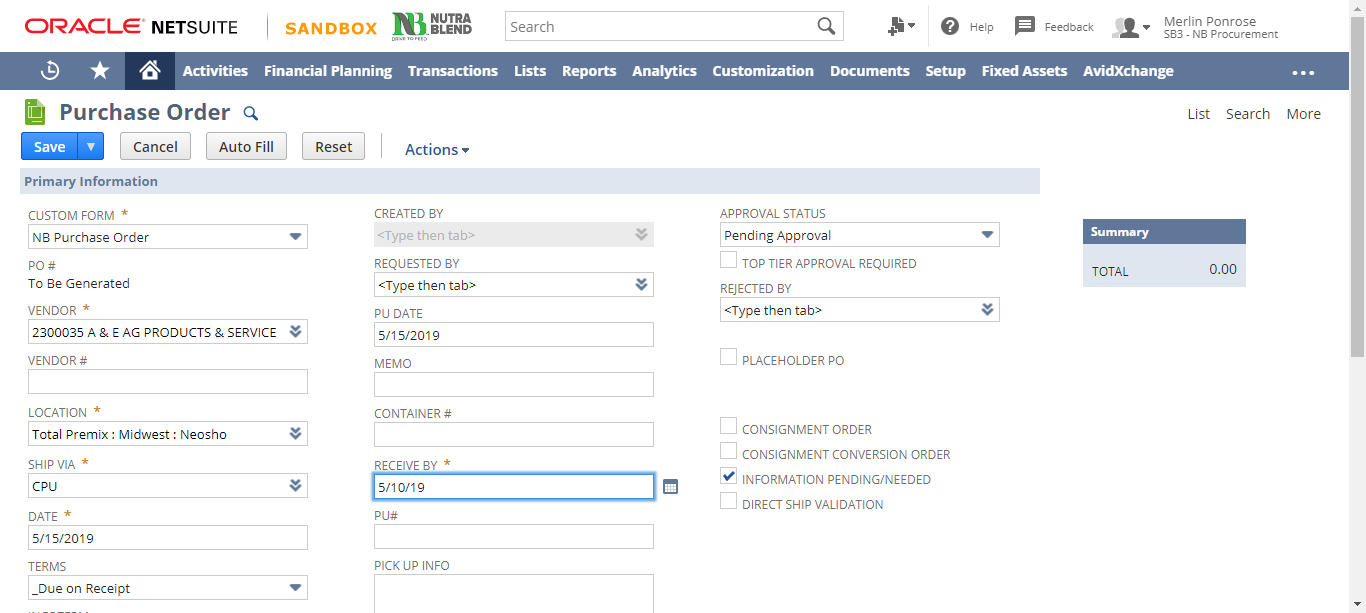 ORACLE NETSUITE
SANDBOX
NB NUTRA BLEND
DRIVE TO FEED
Search
Help
Feedback
Merlin Ponrose
SB3 - NB Procurement
Activities Financial Planning Transactions Lists Reports Analytics Customization Documents Setup Fixed Assets AvidXchange
Purchase Order
List Search More
Save Cancel Auto Fill Reset Actions
Primary Information
CUSTOM FORM *
NB Purchase Order
PO #
To Be Generated
VENDOR *
2300035 A & E AG PRODUCTS & SERVICE
VENDOR #
LOCATION *
Total Premix : Midwest : Neosho
SHIP VIA *
CPU
DATE *
5/15/2019
TERMS
_Due on Receipt
INCOTERM
CREATED BY
<Type then tab>
REQUESTED BY
<Type then tab>
PU DATE
5/15/2019
MEMO
CONTAINER #
RECEIVE BY *
5/10/19
PU#
PICK UP INFO
APPROVAL STATUS
Pending Approval
TOP TIER APPROVAL REQUIRED
REJECTED BY
<Type then tab>
PLACEHOLDER PO
CONSIGNMENT ORDER
CONSIGNMENT CONVERSION ORDER
INFORMATION PENDING/NEEDED
DIRECT SHIP VALIDATION
Summary
TOTAL 0.00